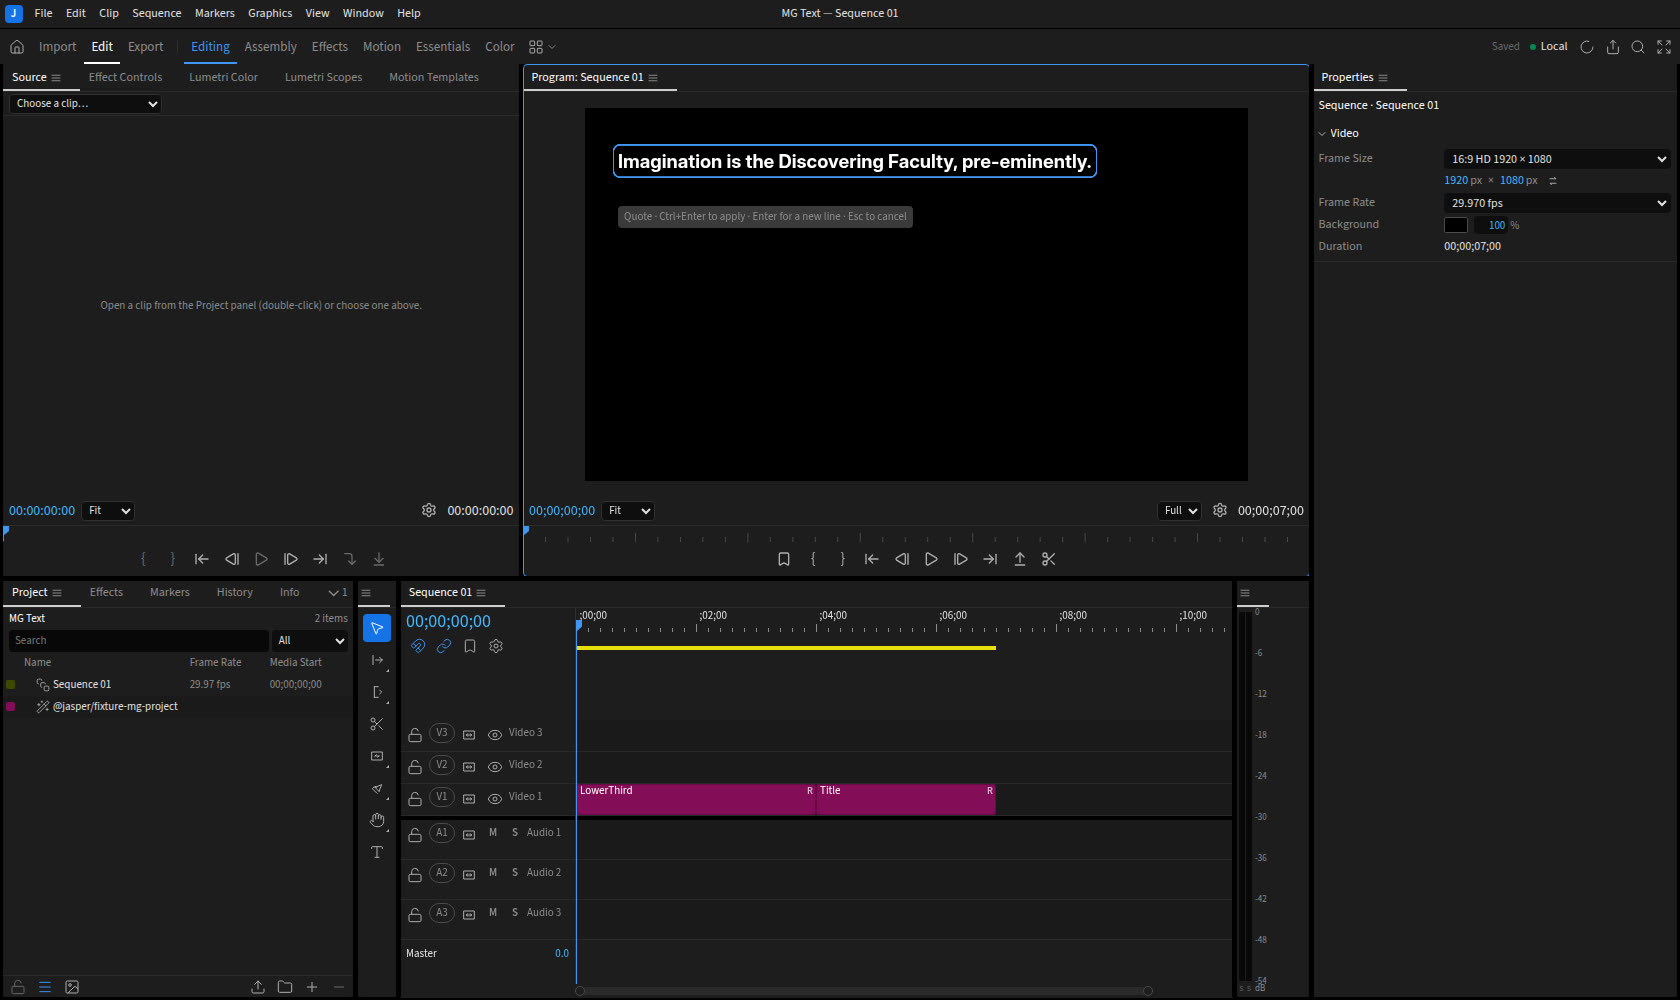 J File Edit Clip Sequence Markers Graphics View Window Help
MG Text — Sequence 01
Import Edit Export Editing Assembly Effects Motion Essentials Color
Saved Local
Source Effect Controls Lumetri Color Lumetri Scopes Motion Templates
Choose a clip...
Open a clip from the Project panel (double-click) or choose one above.
00:00:00:00 Fit 00:00:00:00
{ }
Program: Sequence 01
Imagination is the Discovering Faculty, pre-eminently.
Quote · Ctrl+Enter to apply · Enter for a new line · Esc to cancel
00;00;00;00 Fit Full 00;00;07;00
{ }
Properties
Sequence · Sequence 01
Video
Frame Size 16:9 HD 1920 × 1080
1920 px × 1080 px
Frame Rate 29.970 fps
Background 100 %
Duration 00;00;07;00
Project Effects Markers History Info 1
MG Text 2 items
Search All
Name Frame Rate Media Start
Sequence 01 29.97 fps 00;00;00;00
@jasper/fixture-mg-project
Sequence 01
00;00;00;00
;00;00 ;02;00 ;04;00 ;06;00 ;08;00 ;10;00
V3 Video 3
V2 Video 2
V1 Video 1 LowerThird R Title R
A1 M S Audio 1
A2 M S Audio 2
A3 M S Audio 3
Master 0.0
0
-6
-12
-18
-24
-30
-36
-42
-48
-54
S S dB